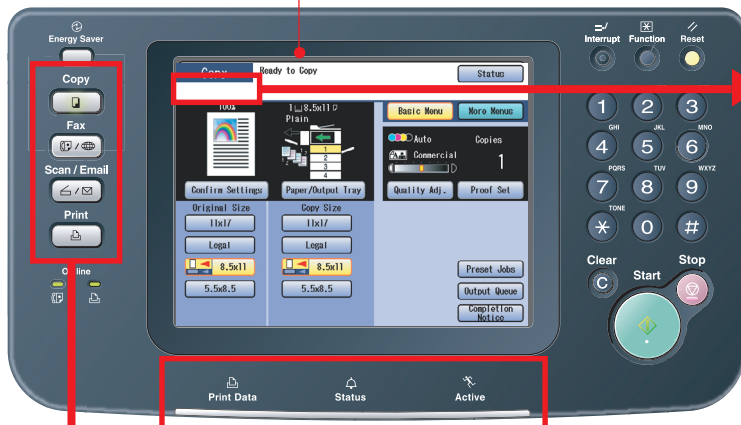 Energy Saver
Interrupt Function Reset
Copy
Fax
Scan / Email
Print
Online
Copy
Ready to Copy
Status
100%
1 8.5x11
Plain
1
2
3
4
Confirm Settings
Paper/Output Tray
Basic Menu
More Menus
Auto
Copies
Commercial
1
Quality Adj.
Proof Set
Original Size
Copy Size
11x17
11x17
Legal
Legal
8.5x11
8.5x11
5.5x8.5
5.5x8.5
Preset Jobs
Output Queue
Completion
Notice
1 2 3
GHI JKL MNO
4 5 6
PQRS TUV WXYZ
7 8 9
TONE
* 0 #
Clear
C
Start
Stop
Print Data
Status
Active